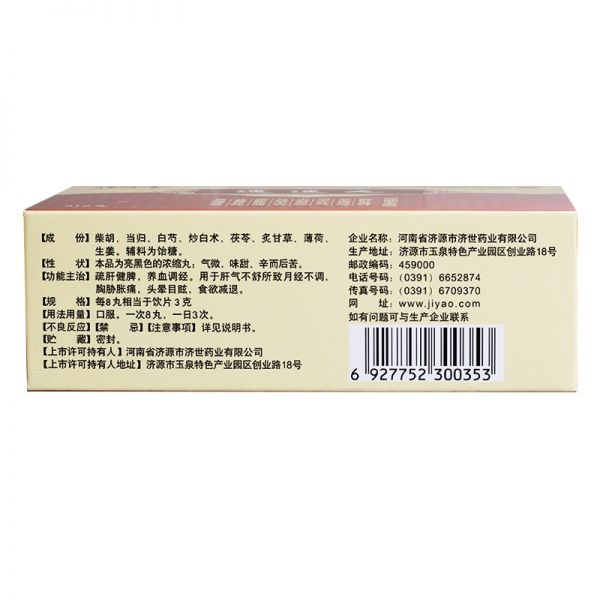 【成　份】柴胡、当归、白芍、炒白术、茯苓、炙甘草、薄荷、
生姜。辅料为饴糖。
【性　状】本品为亮黑色的浓缩丸；气微，味甜、辛而后苦。
【功能主治】疏肝健脾，养血调经。用于肝气不舒所致月经不调，
胸胁胀痛，头晕目眩，食欲减退。
【规　格】每8丸相当于饮片3克
【用法用量】口服。一次8丸，一日3次。
【不良反应】【禁　忌】【注意事项】详见说明书。
【贮　藏】密封。
【上市许可持有人】河南省济源市济世药业有限公司
【上市许可持有人地址】济源市玉泉特色产业园区创业路18号
企业名称：河南省济源市济世药业有限公司
生产地址：济源市玉泉特色产业园区创业路18号
邮政编码：459000
电话号码：（0391）6652874
传真号码：（0391）6709370
网　址：www.jiyao.com
如有问题可与生产企业联系
6 927752 300353